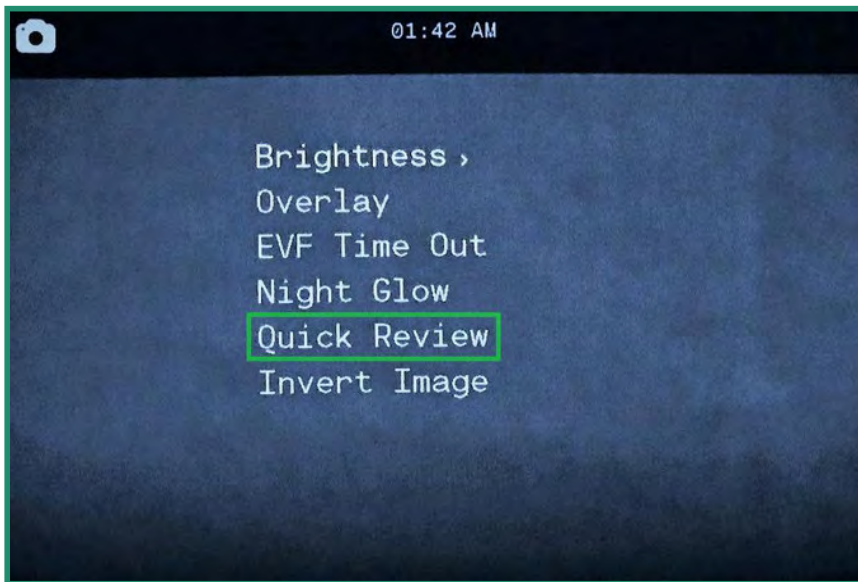 01:42 AM
Brightness ›
Overlay
EVF Time Out
Night Glow
Quick Review
Invert Image